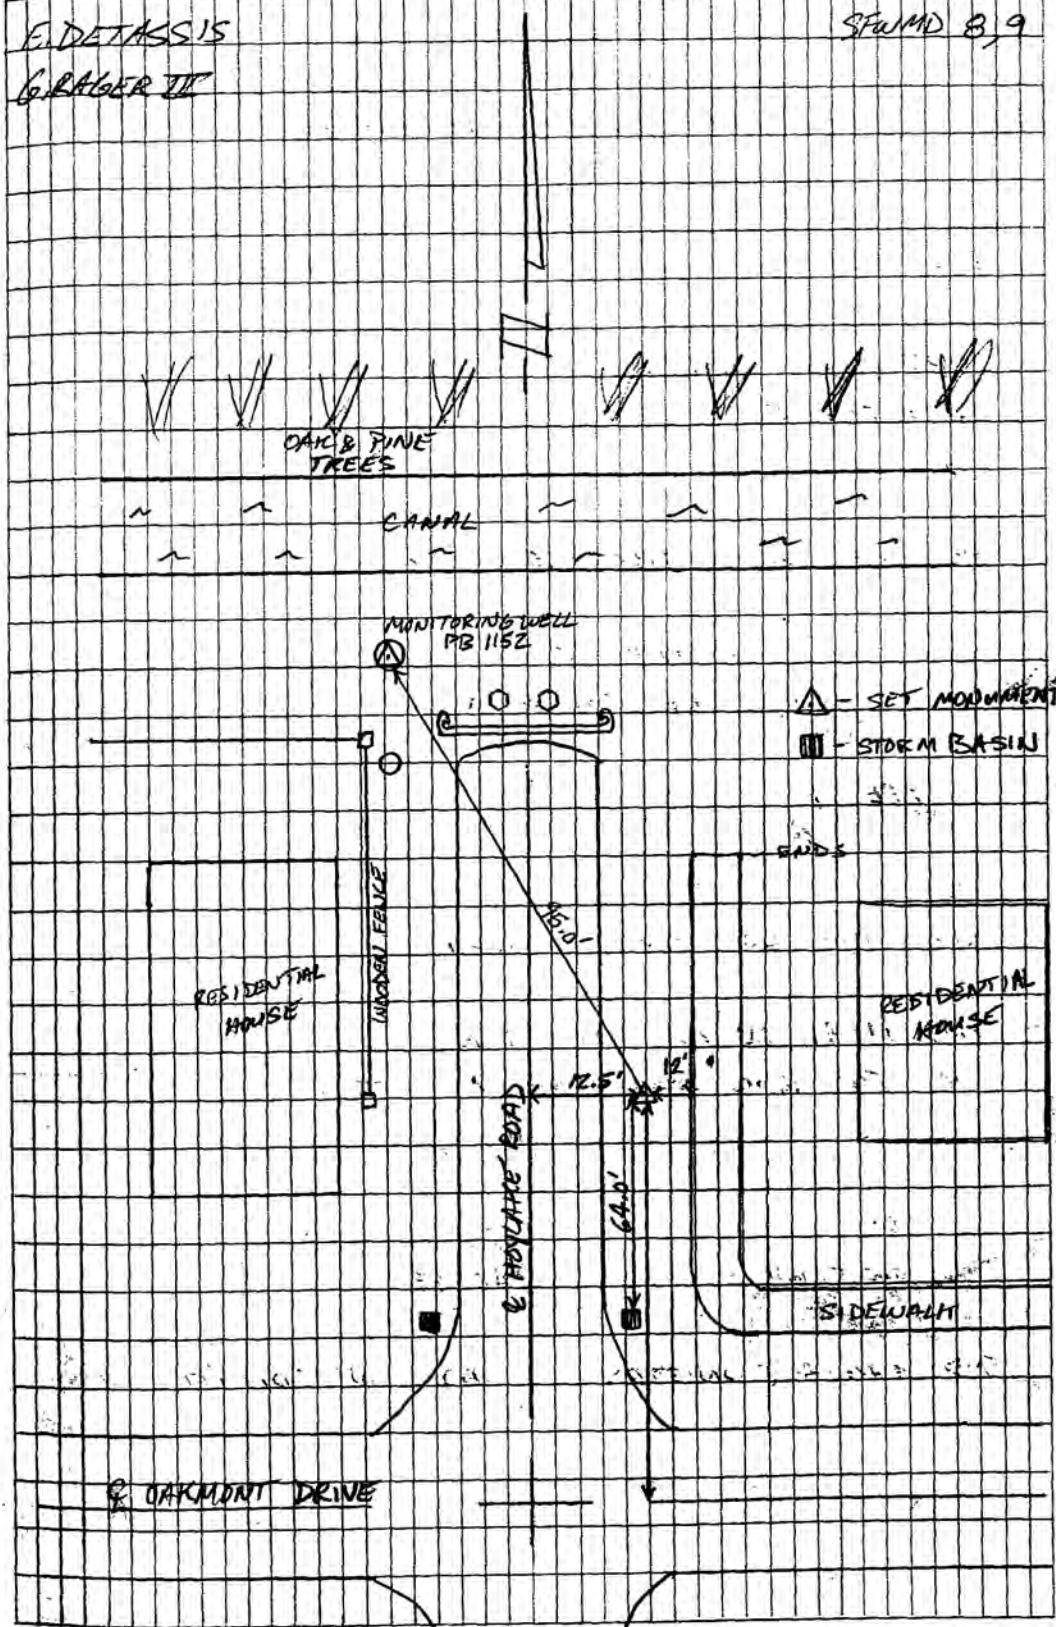 E. DETASSIS
SFWMD 8,9
G. RAGER III
N
OAK & PINE
TREES
CANAL
MONITORING WELL
PB 1152
- SET MONUMENT
- STORM BASIN
ENDS
WOODEN FENCE
95.0'
RESIDENTIAL
HOUSE
RESIDENTIAL
HOUSE
12.5'
12'
℄ HOYLAKE ROAD
64.0'
SIDEWALK
℄ OAKMONT DRIVE